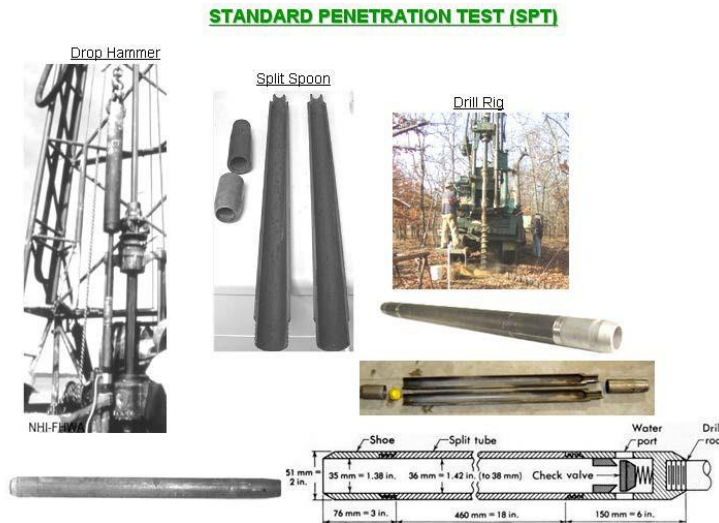 STANDARD PENETRATION TEST (SPT)
Drop Hammer
Split Spoon
Drill Rig
NHI-FHWA
Shoe
Split tube
Water
port
Drill
rod
51 mm =
2 in.
35 mm = 1.38 in.
36 mm = 1.42 in. (to 38 mm)
Check valve
76 mm = 3 in.
460 mm = 18 in.
150 mm = 6 in.